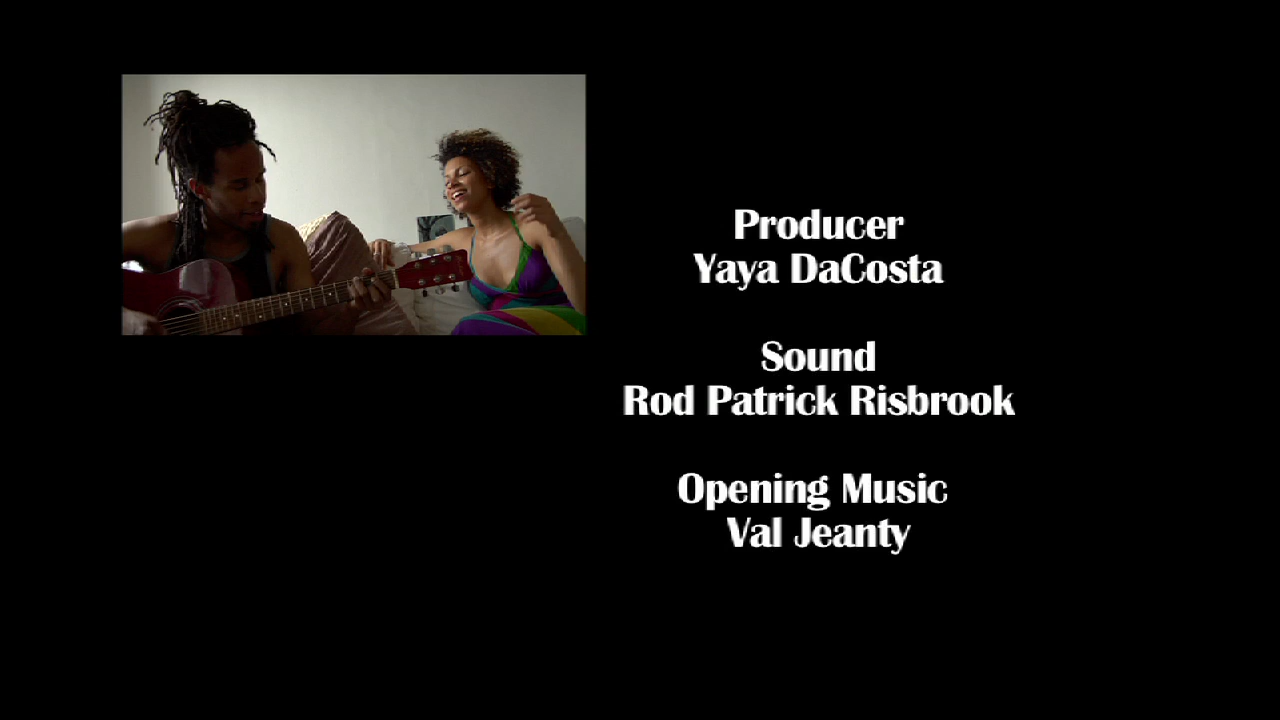 Producer
Yaya DaCosta
Sound
Rod Patrick Risbrook
Opening Music
Val Jeanty